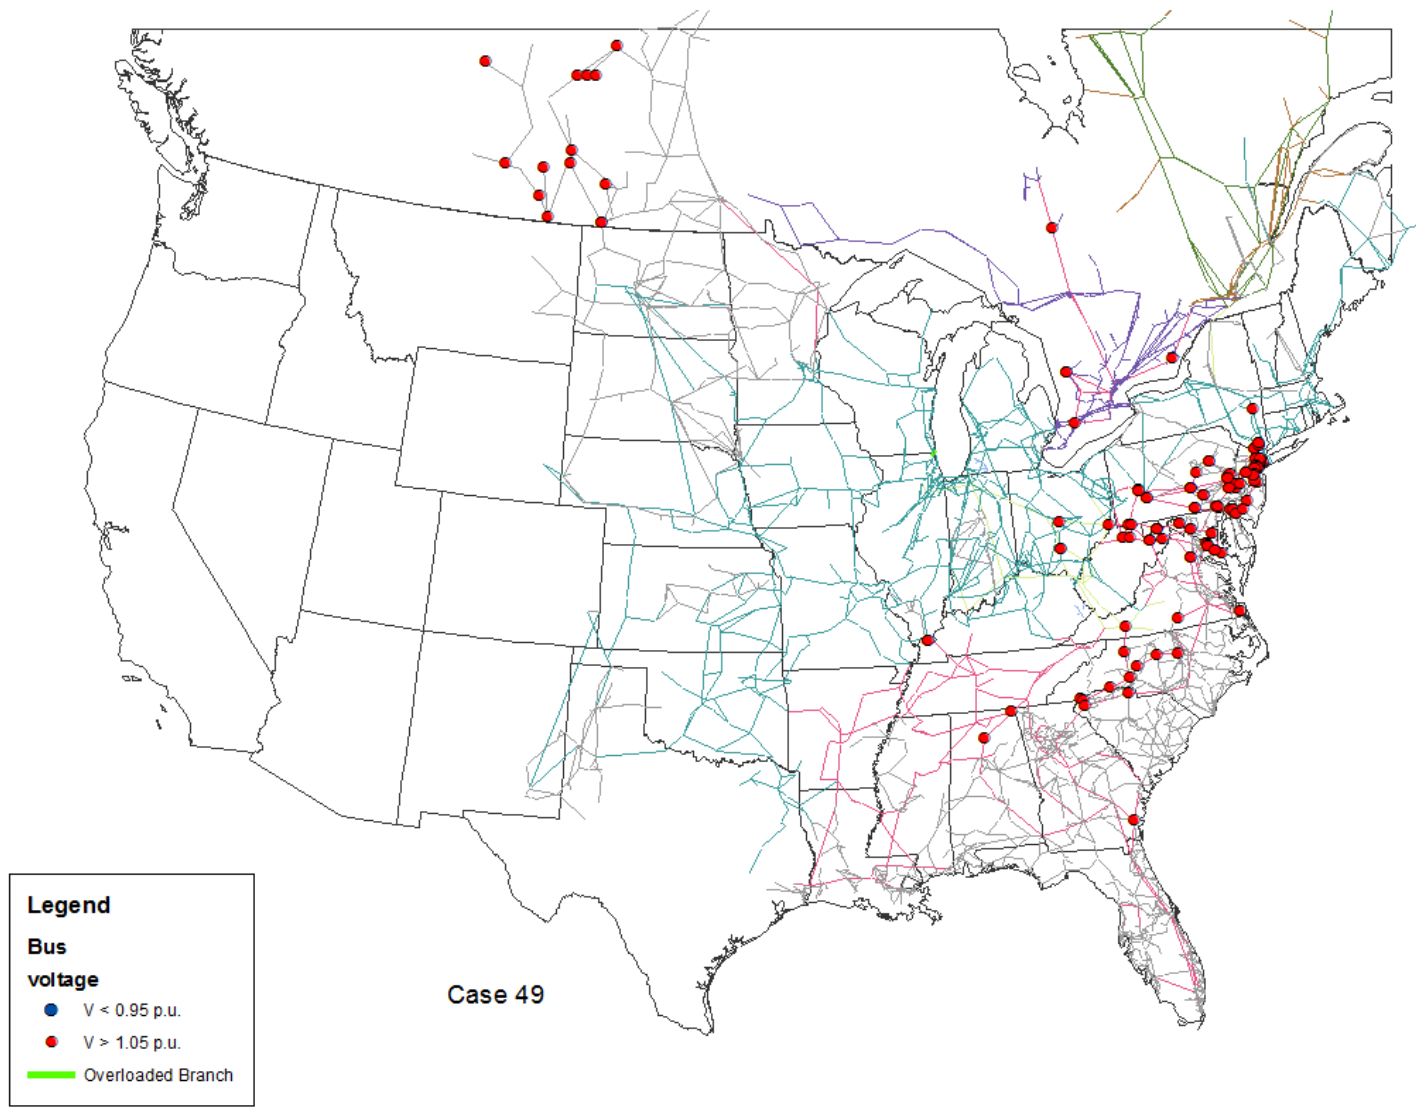 Legend
Bus
voltage
V < 0.95 p.u.
V > 1.05 p.u.
Overloaded Branch
Case 49